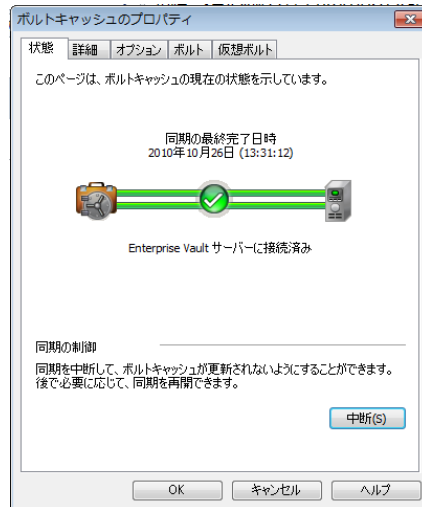 ボルトキャッシュのプロパティ
状態 詳細 オプション ボルト 仮想ボルト
このページは、ボルトキャッシュの現在の状態を示しています。
同期の最終完了日時
2010年10月26日 (13:31:12)
Enterprise Vault サーバーに接続済み
同期の制御
同期を中断して、ボルトキャッシュが更新されないようにすることができます。
後で必要に応じて、同期を再開できます。
中断(S)
OK キャンセル ヘルプ